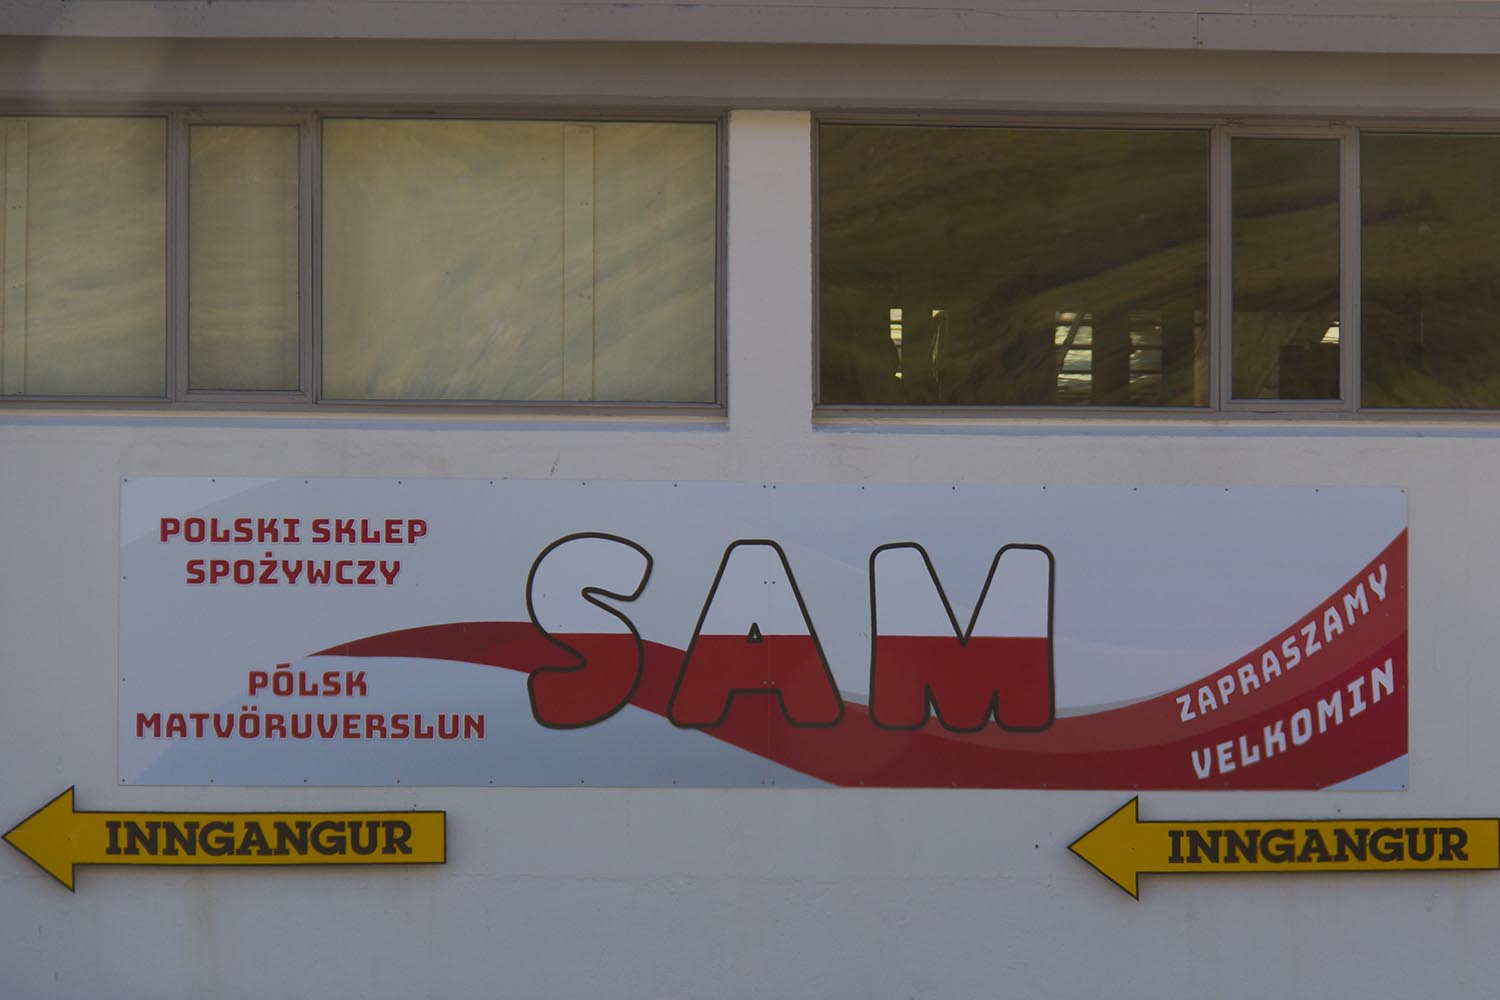 POLSKI SKLEP
SPOŻYWCZY
PÓLSK
MATVÖRUVERSLUN
SAM
ZAPRASZAMY
VELKOMIN
INNGANGUR
INNGANGUR